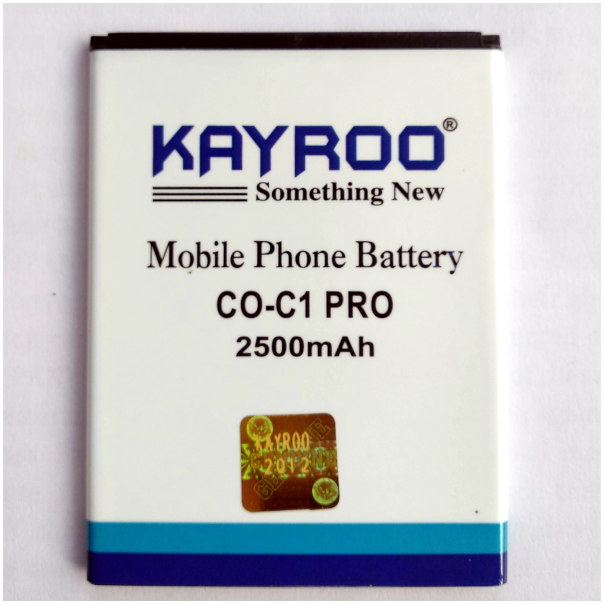 KAYROO®
Something New
Mobile Phone Battery
CO-C1 PRO
2500mAh
KAYROO
2012